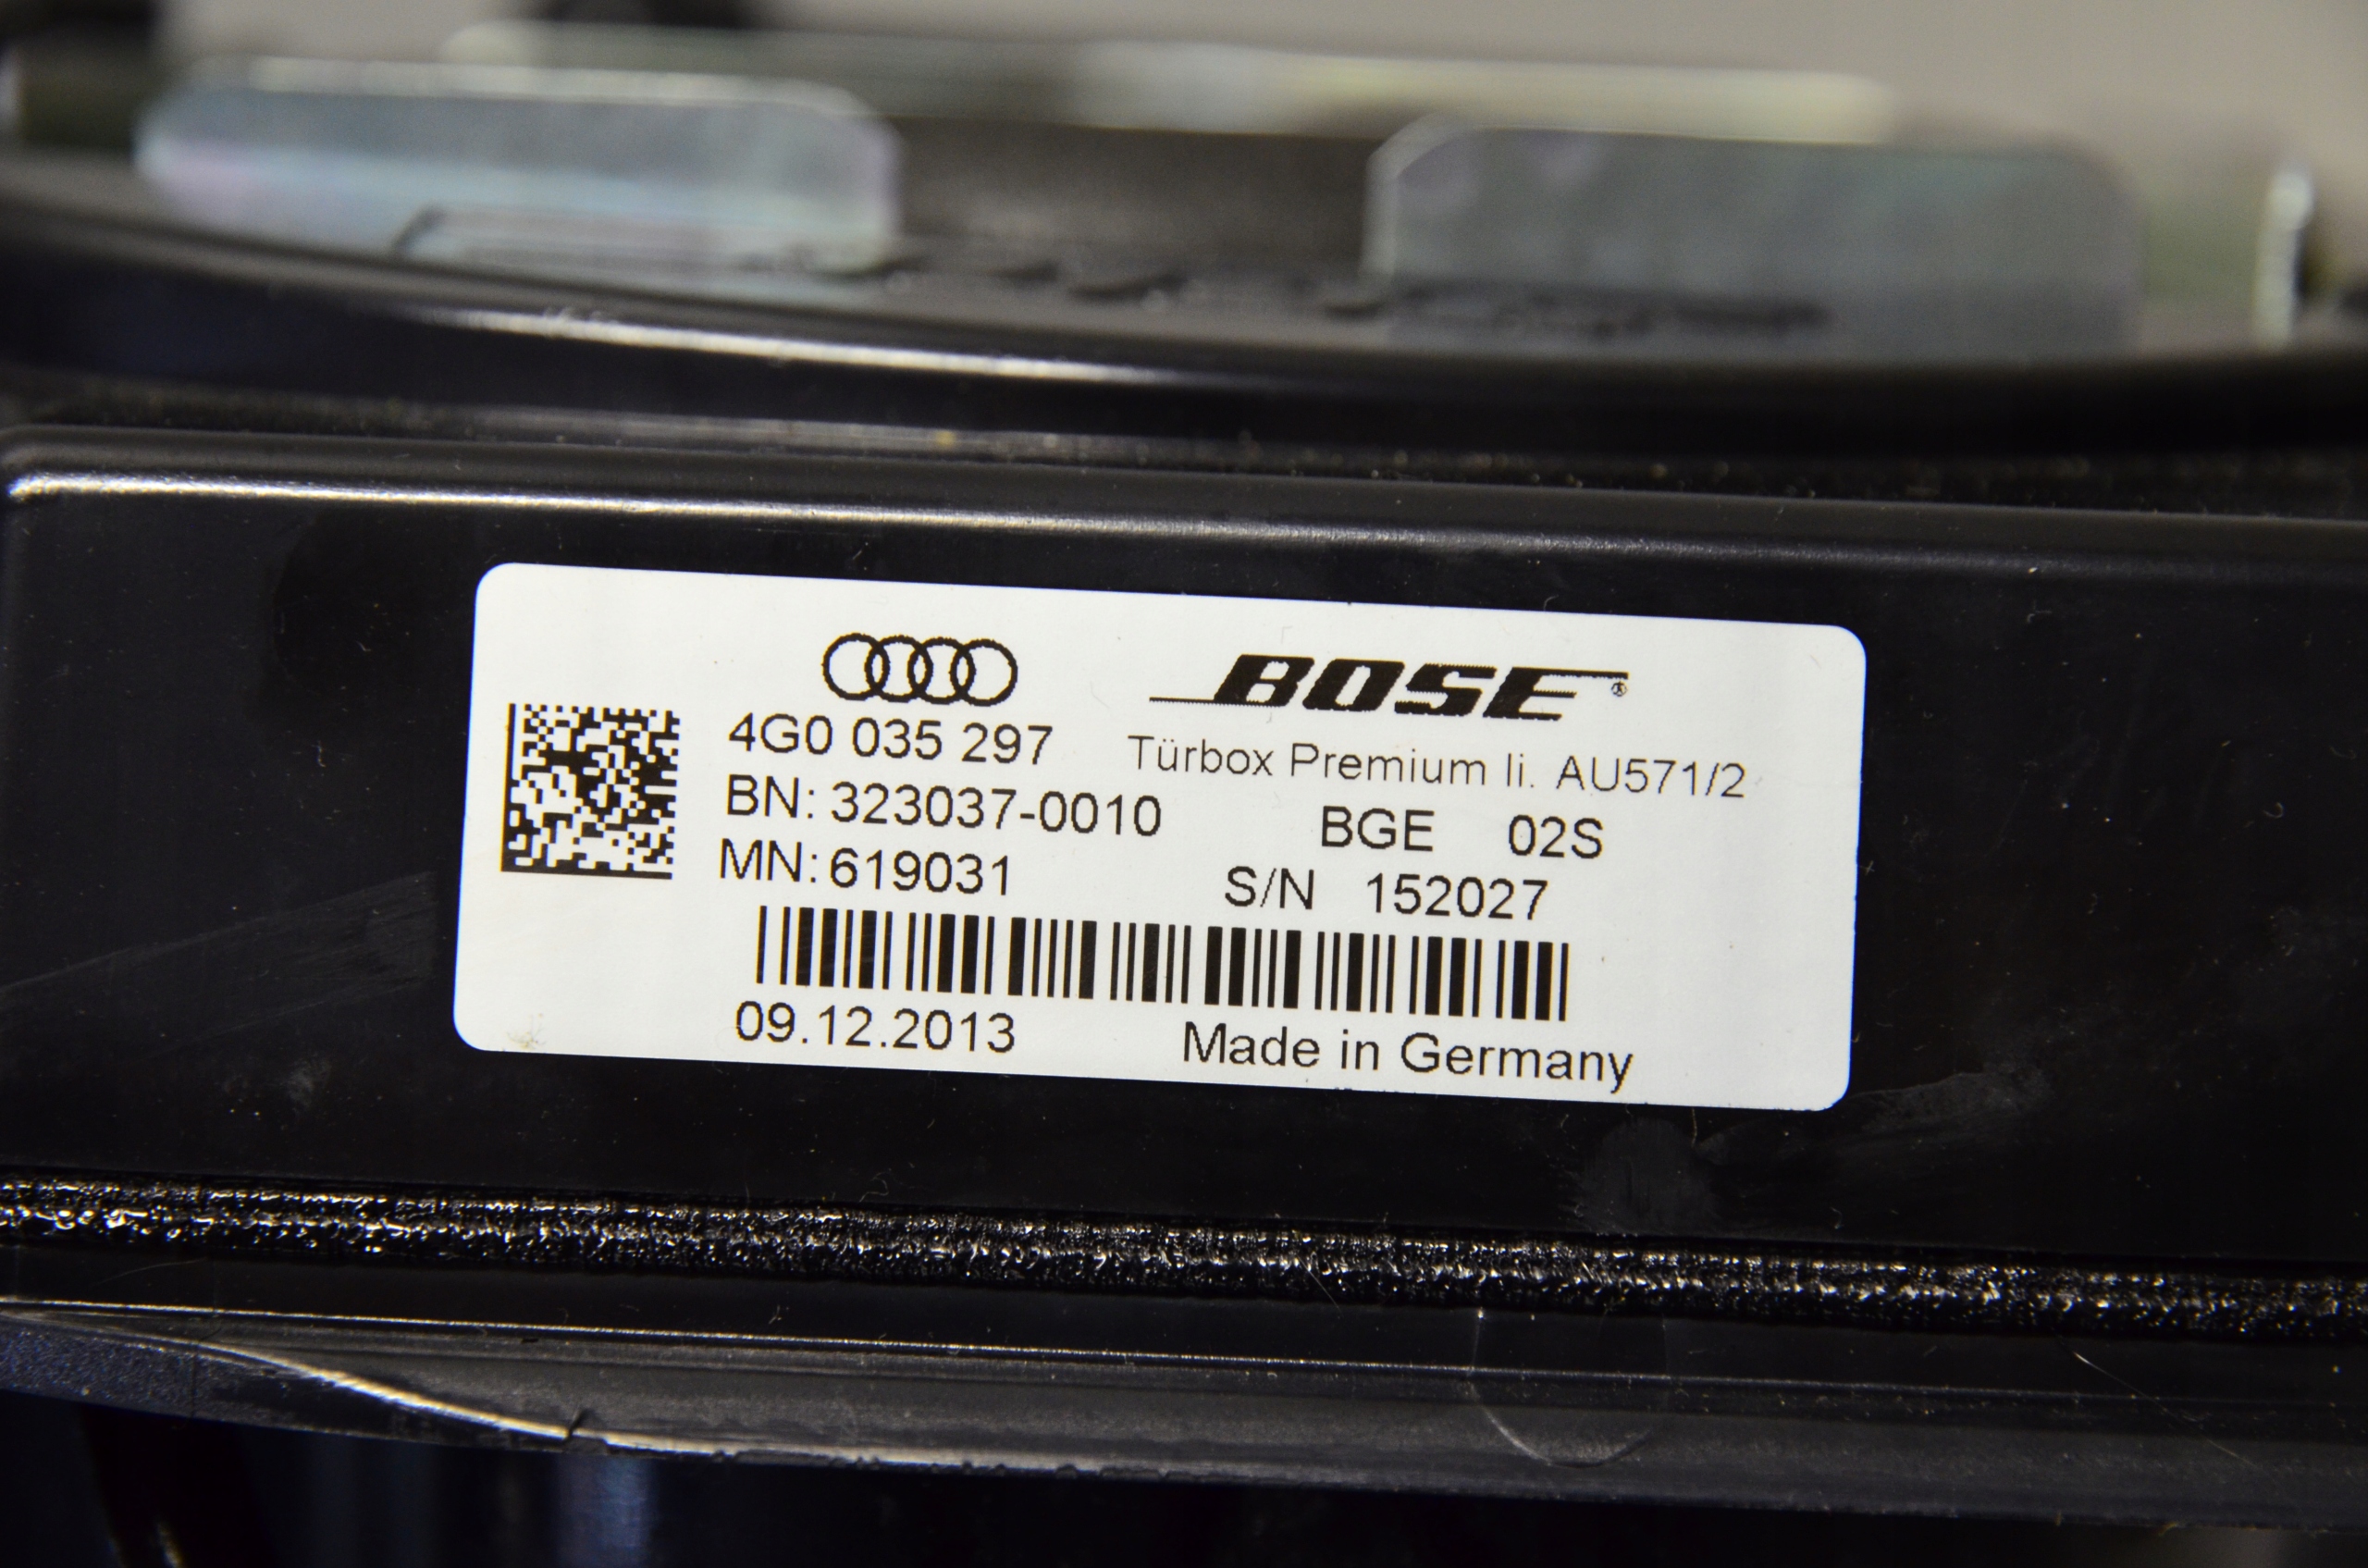 BOSE®
4G0 035 297 Türbox Premium li. AU571/2
BN: 323037-0010 BGE 02S
MN: 619031 S/N 152027
09.12.2013 Made in Germany